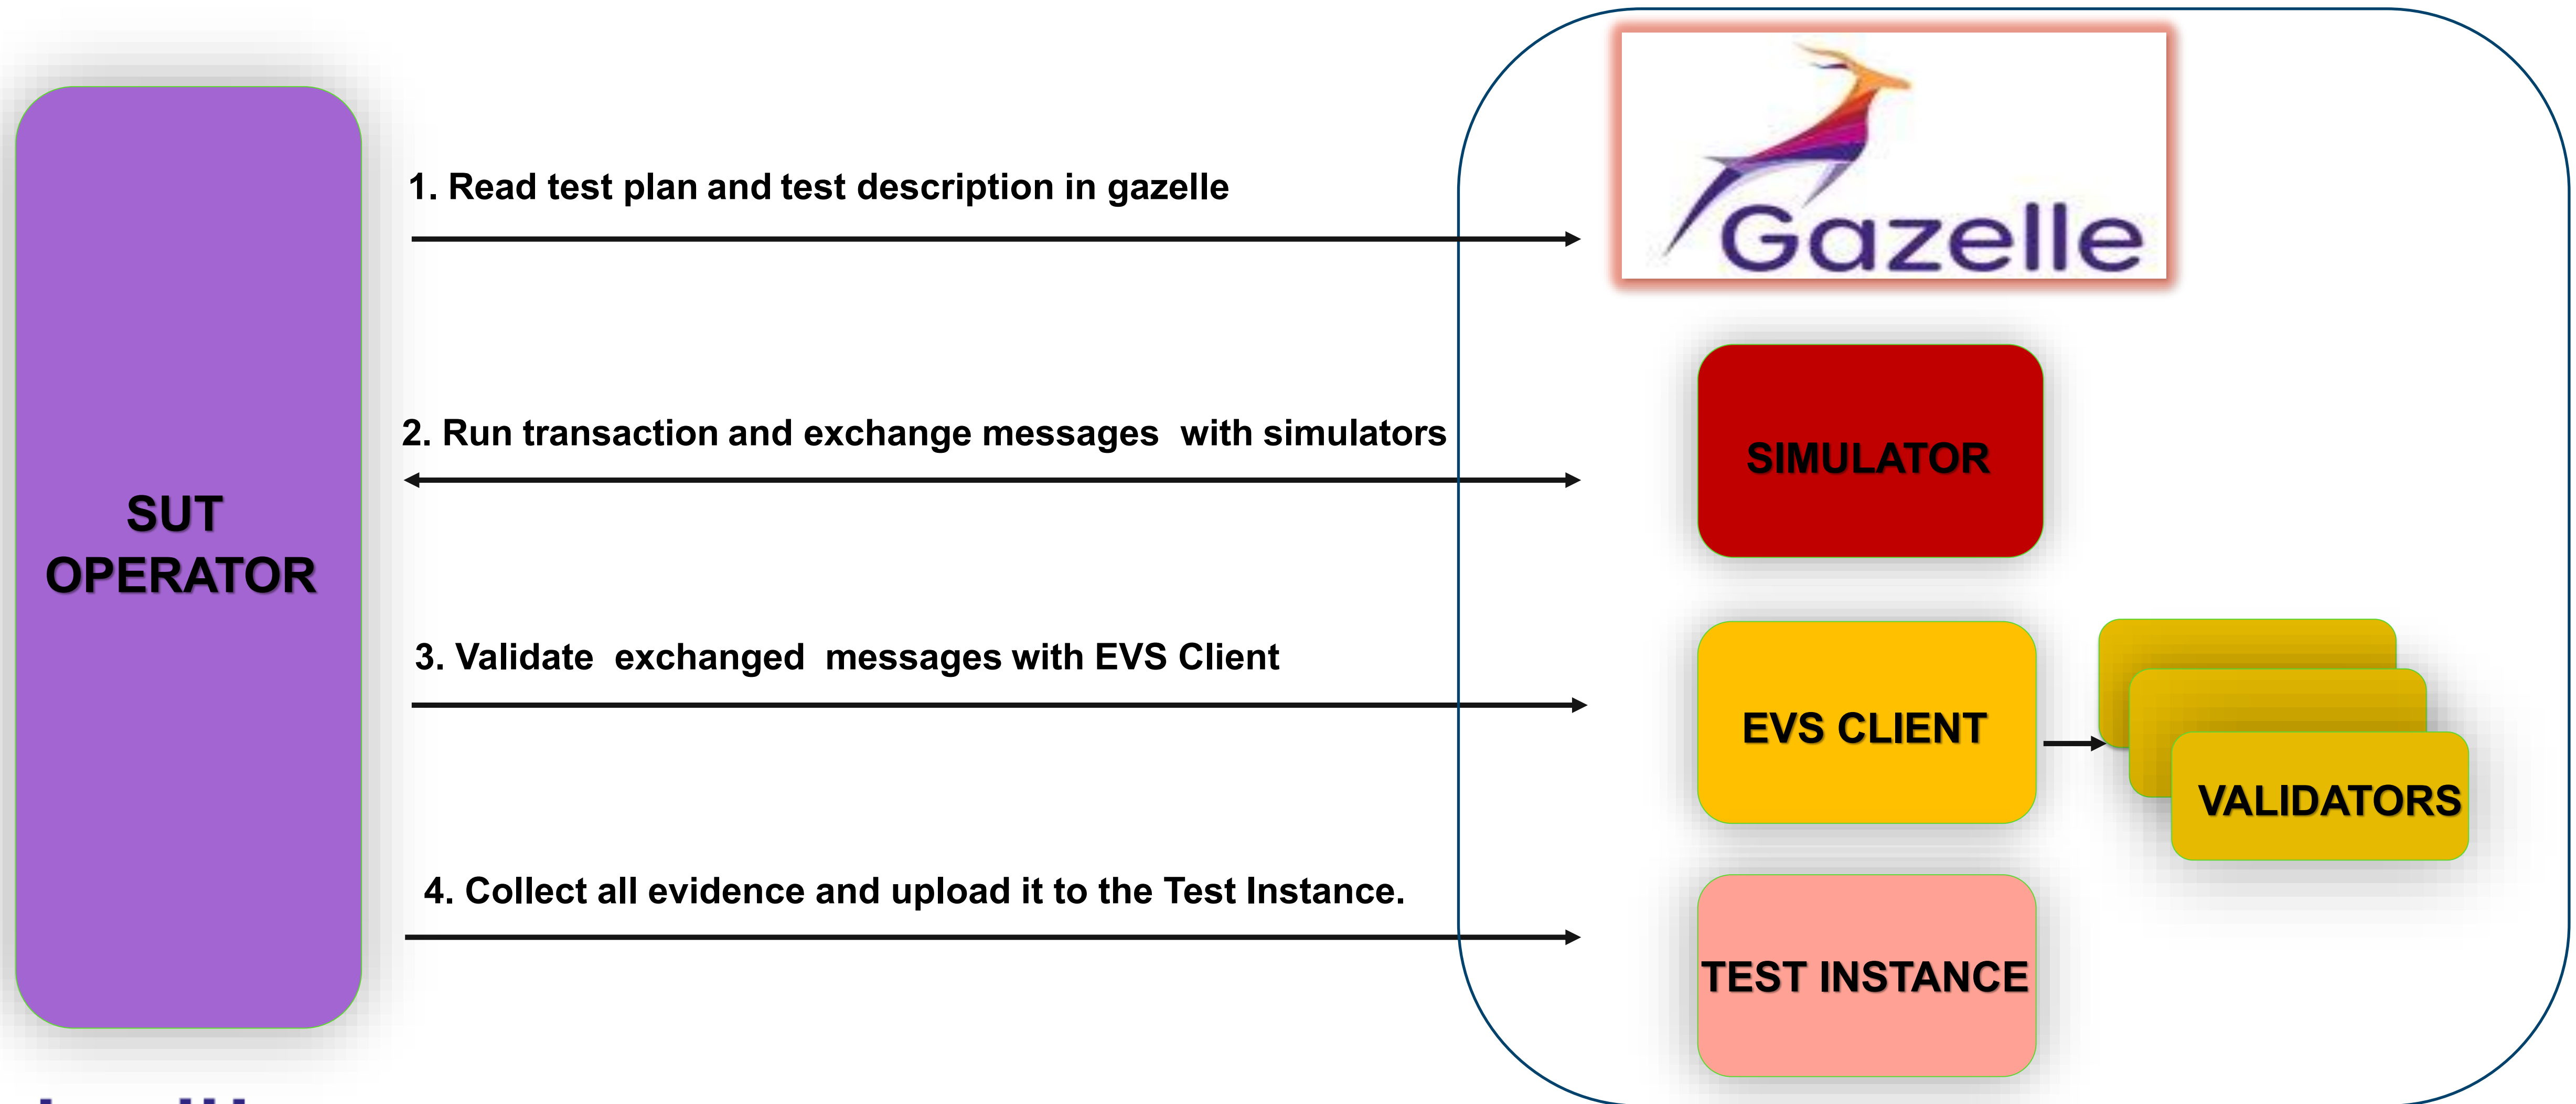 Gazelle
1. Read test plan and test description in gazelle
2. Run transaction and exchange messages  with simulators
SIMULATOR
SUT
OPERATOR
3. Validate  exchanged  messages with EVS Client
EVS CLIENT
VALIDATORS
4. Collect all evidence and upload it to the Test Instance.
TEST INSTANCE